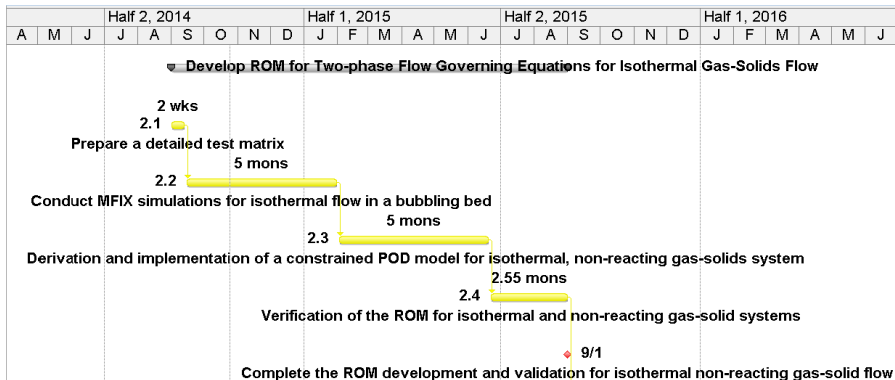 Half 2, 2014 Half 1, 2015 Half 2, 2015 Half 1, 2016
A M J J A S O N D J F M A M J J A S O N D J F M A M J
Develop ROM for Two-phase Flow Governing Equations for Isothermal Gas-Solids Flow
2 wks
2.1
Prepare a detailed test matrix
5 mons
2.2
Conduct MFIX simulations for isothermal flow in a bubbling bed
5 mons
2.3
Derivation and implementation of a constrained POD model for isothermal, non-reacting gas-solids system
2.55 mons
2.4
Verification of the ROM for isothermal and non-reacting gas-solid systems
9/1
Complete the ROM development and validation for isothermal non-reacting gas-solid flow